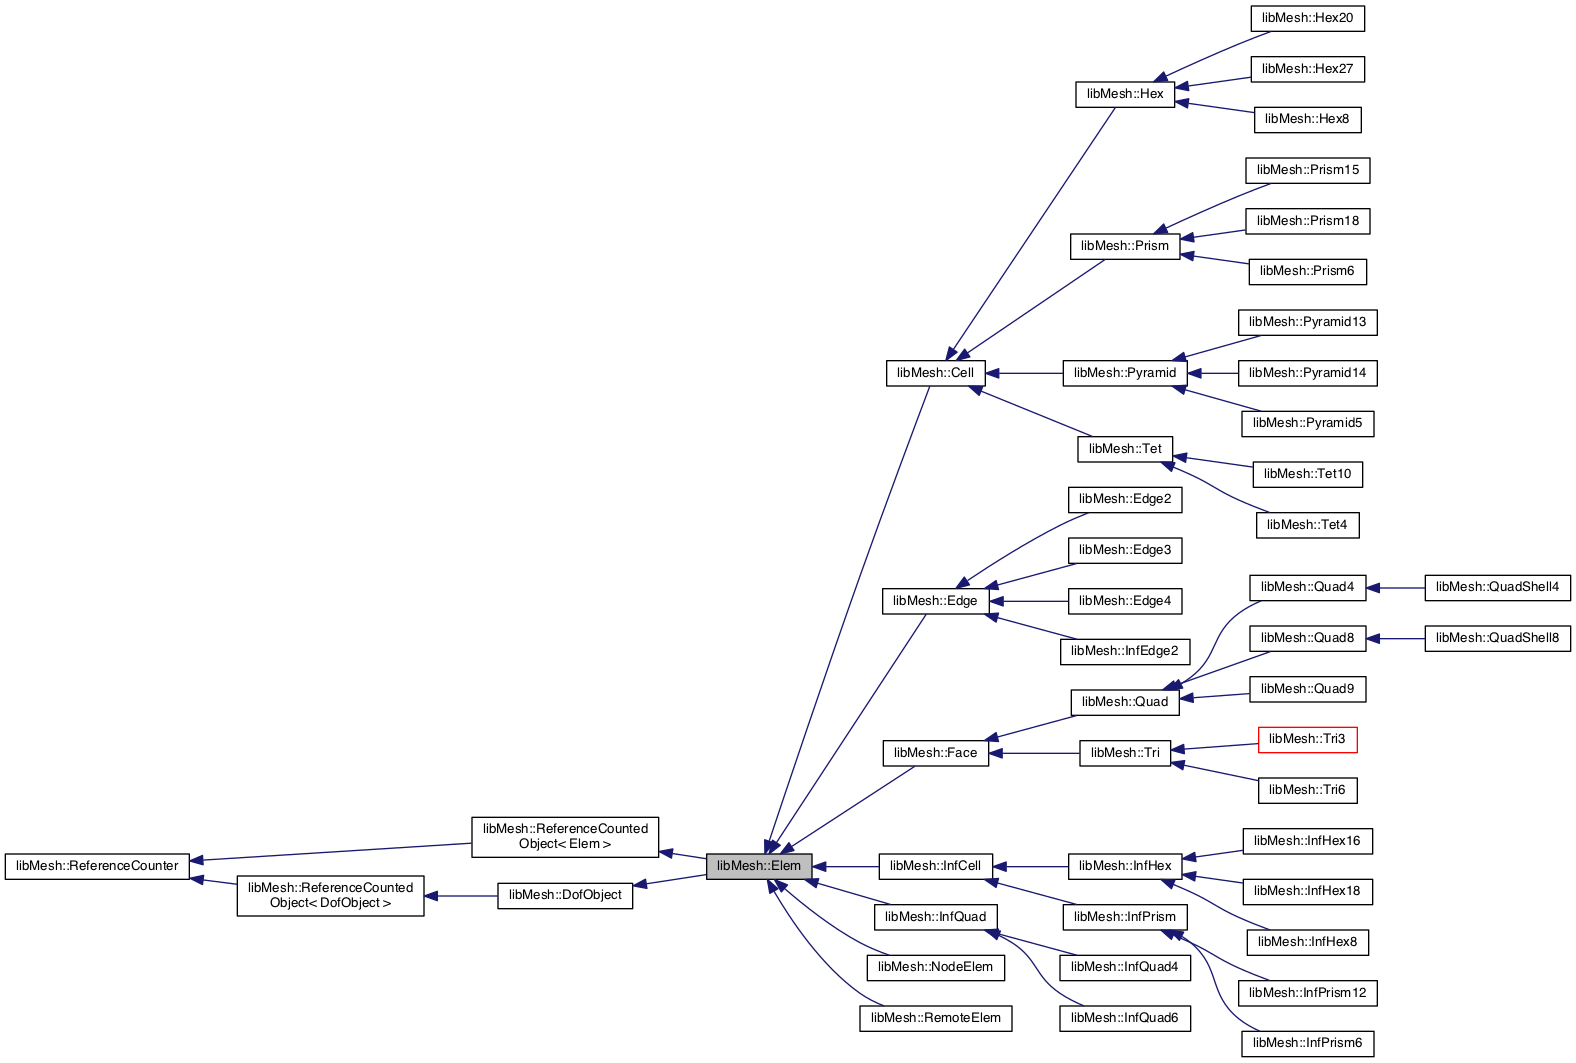 libMesh::Hex20
libMesh::Hex27
libMesh::Hex
libMesh::Hex8
libMesh::Prism15
libMesh::Prism18
libMesh::Prism
libMesh::Prism6
libMesh::Pyramid13
libMesh::Cell
libMesh::Pyramid
libMesh::Pyramid14
libMesh::Pyramid5
libMesh::Tet
libMesh::Tet10
libMesh::Edge2
libMesh::Tet4
libMesh::Edge3
libMesh::Quad4
libMesh::QuadShell4
libMesh::Edge
libMesh::Edge4
libMesh::Quad8
libMesh::QuadShell8
libMesh::InfEdge2
libMesh::Quad9
libMesh::Quad
libMesh::Tri3
libMesh::Face
libMesh::Tri
libMesh::Tri6
libMesh::ReferenceCounted
Object< Elem >
libMesh::InfHex16
libMesh::ReferenceCounter
libMesh::Elem
libMesh::InfCell
libMesh::InfHex
libMesh::ReferenceCounted
Object< DofObject >
libMesh::DofObject
libMesh::InfHex18
libMesh::InfQuad
libMesh::InfPrism
libMesh::InfHex8
libMesh::NodeElem
libMesh::InfQuad4
libMesh::InfPrism12
libMesh::RemoteElem
libMesh::InfQuad6
libMesh::InfPrism6